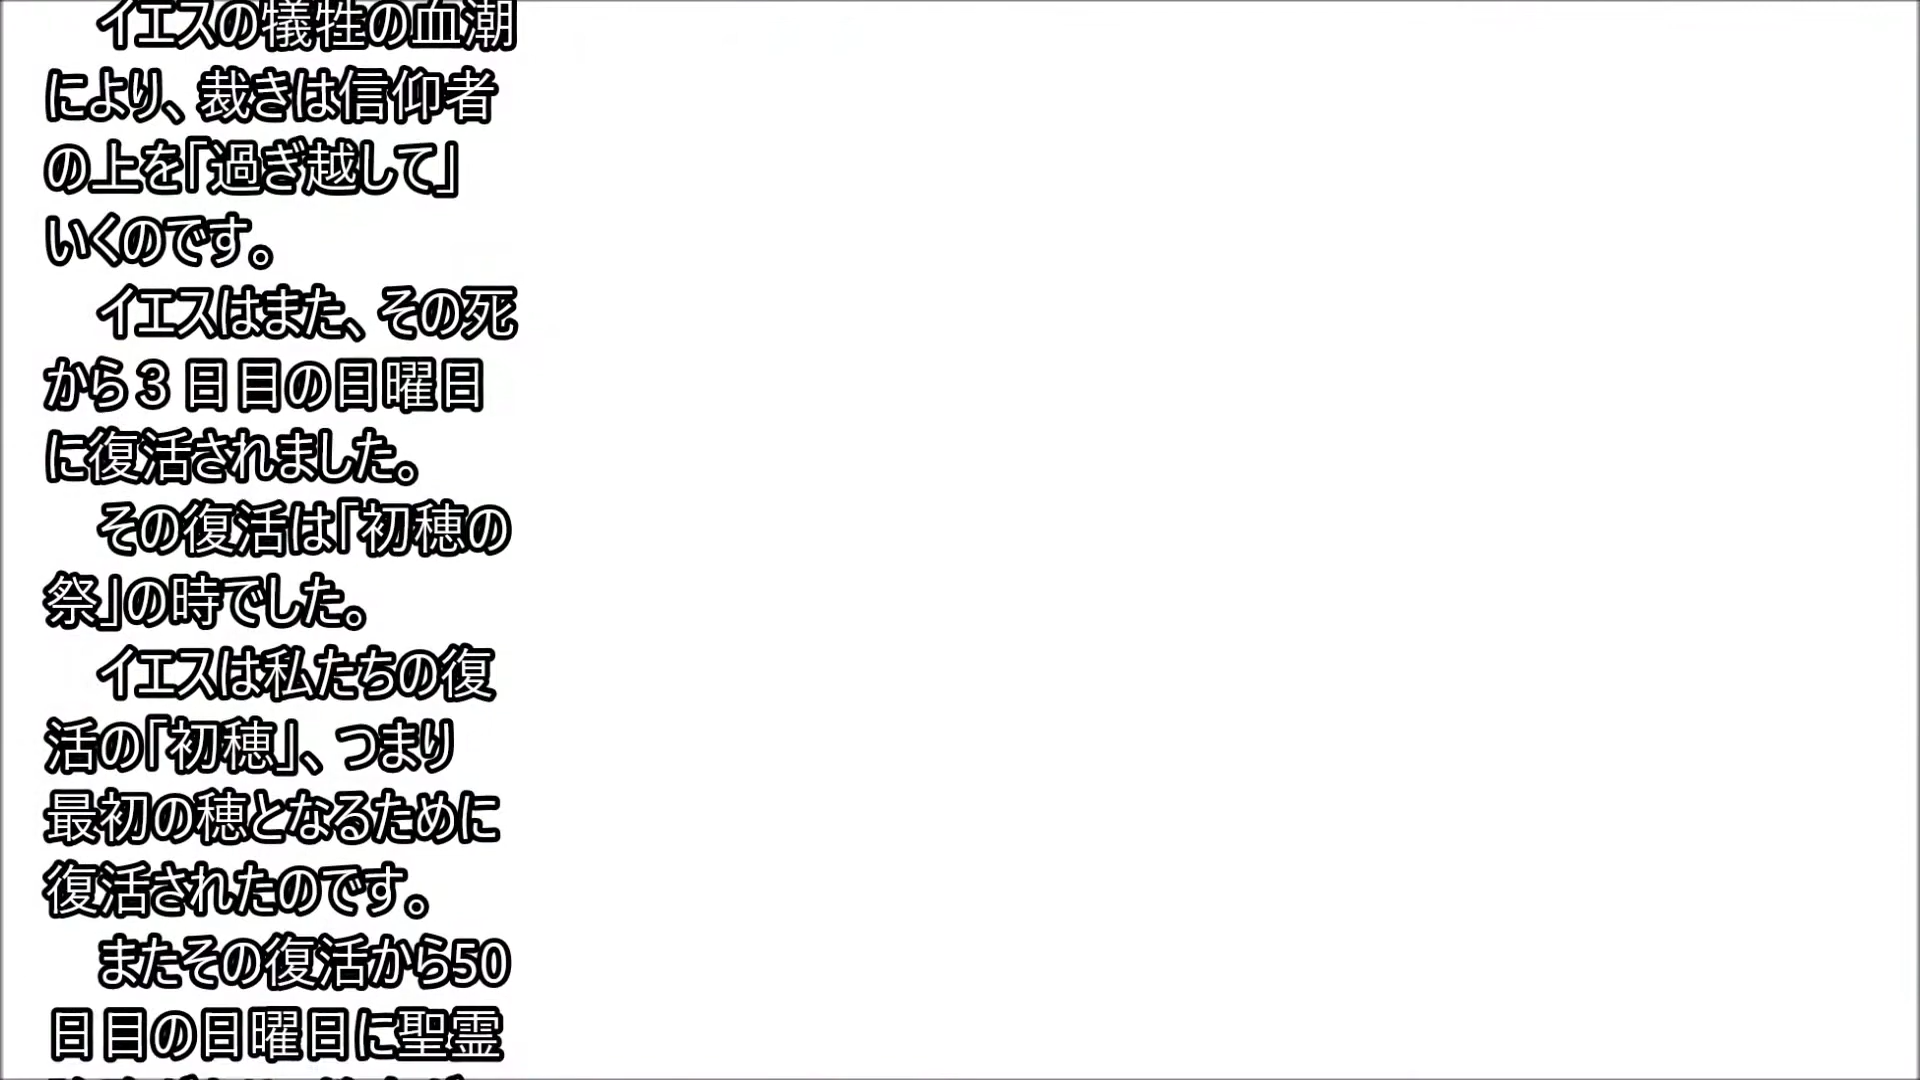 イエスの犠牲の血潮
により、裁きは信仰者
の上を「過ぎ越して」
いくのです。
イエスはまた、その死
から３日目の日曜日
に復活されました。
その復活は「初穂の
祭」の時でした。
イエスは私たちの復
活の「初穂」、つまり
最初の穂となるために
復活されたのです。
またその復活から50
日目の日曜日に聖霊